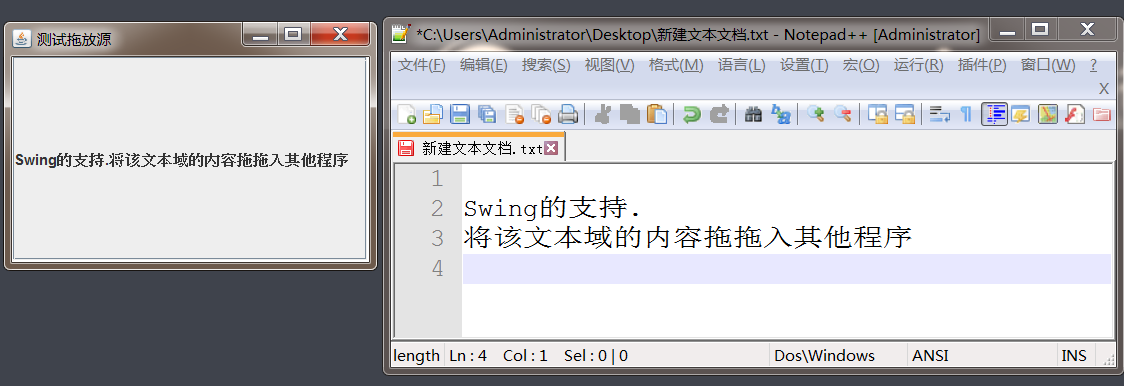 测试拖放源
Swing的支持.将该文本域的内容拖拖入其他程序
*C:\Users\Administrator\Desktop\新建文本文档.txt - Notepad++ [Administrator]
文件(F) 编辑(E) 搜索(S) 视图(V) 格式(M) 语言(L) 设置(T) 宏(O) 运行(R) 插件(P) 窗口(W) ?
X
新建文本文档.txt
1
2 Swing的支持.
3 将该文本域的内容拖拖入其他程序
4
length Ln : 4 Col : 1 Sel : 0 | 0 Dos\Windows ANSI INS